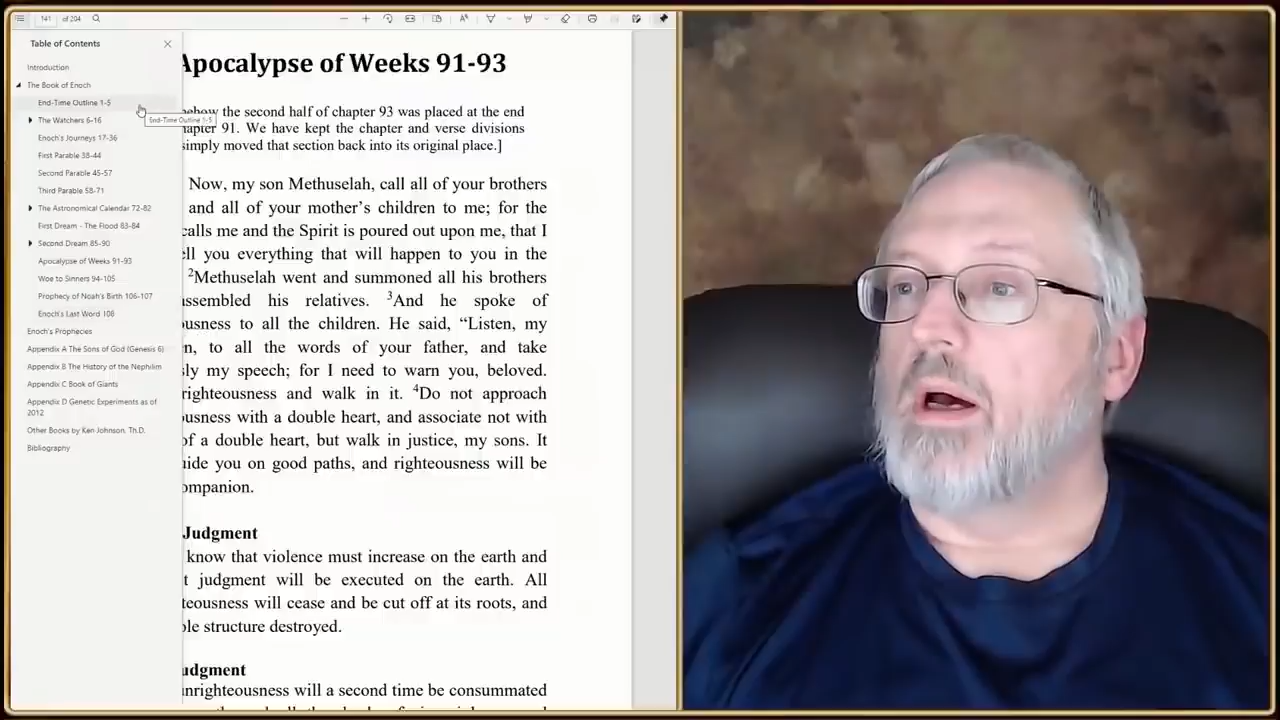 141 of 204
Table of Contents
Introduction
The Book of Enoch
End-Time Outline 1-5
End-Time Outline 1-5
The Watchers 6-16
Enoch's Journeys 17-36
First Parable 38-44
Second Parable 45-57
Third Parable 58-71
The Astronomical Calendar 72-82
First Dream - The Flood 83-84
Second Dream 85-90
Apocalypse of Weeks 91-93
Woe to Sinners 94-105
Prophecy of Noah's Birth 106-107
Enoch's Last Word 108
Enoch's Prophecies
Appendix A The Sons of God (Genesis 6)
Appendix B The History of the Nephilim
Appendix C Book of Giants
Appendix D Genetic Experiments as of
2012
Other Books by Ken Johnson, Th.D.
Bibliography
Apocalypse of Weeks 91-93
the second half of chapter 93 was placed at the end
91. We have kept the chapter and verse divisions
simply moved that section back into its original place.]
Now, my son Methuselah, call all of your brothers
and all of your mother's children to me; for the
calls me and the Spirit is poured out upon me, that I
you everything that will happen to you in the
2Methuselah went and summoned all his brothers
assembled his relatives. 3And he spoke of
to all the children. He said, "Listen, my
to all the words of your father, and take
my speech; for I need to warn you, beloved.
righteousness and walk in it. 4Do not approach
with a double heart, and associate not with
of a double heart, but walk in justice, my sons. It
you on good paths, and righteousness will be
Judgment
know that violence must increase on the earth and
judgment will be executed on the earth. All
will cease and be cut off at its roots, and
structure destroyed.
unrighteousness will a second time be consummated